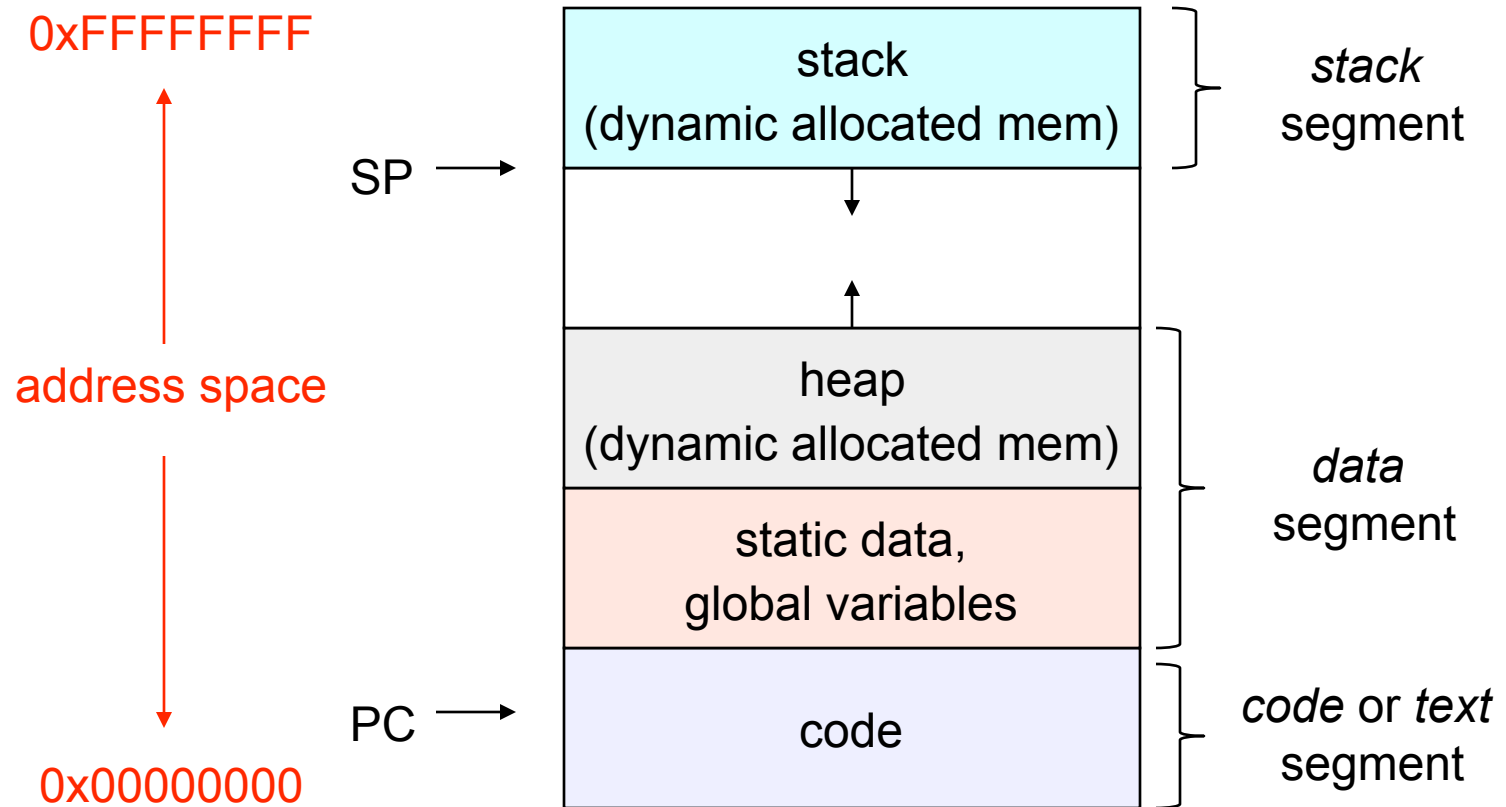 0xFFFFFFFF
address space
0x00000000
SP
PC
stack
(dynamic allocated mem)
heap
(dynamic allocated mem)
static data,
global variables
code
stack
segment
data
segment
code or text
segment